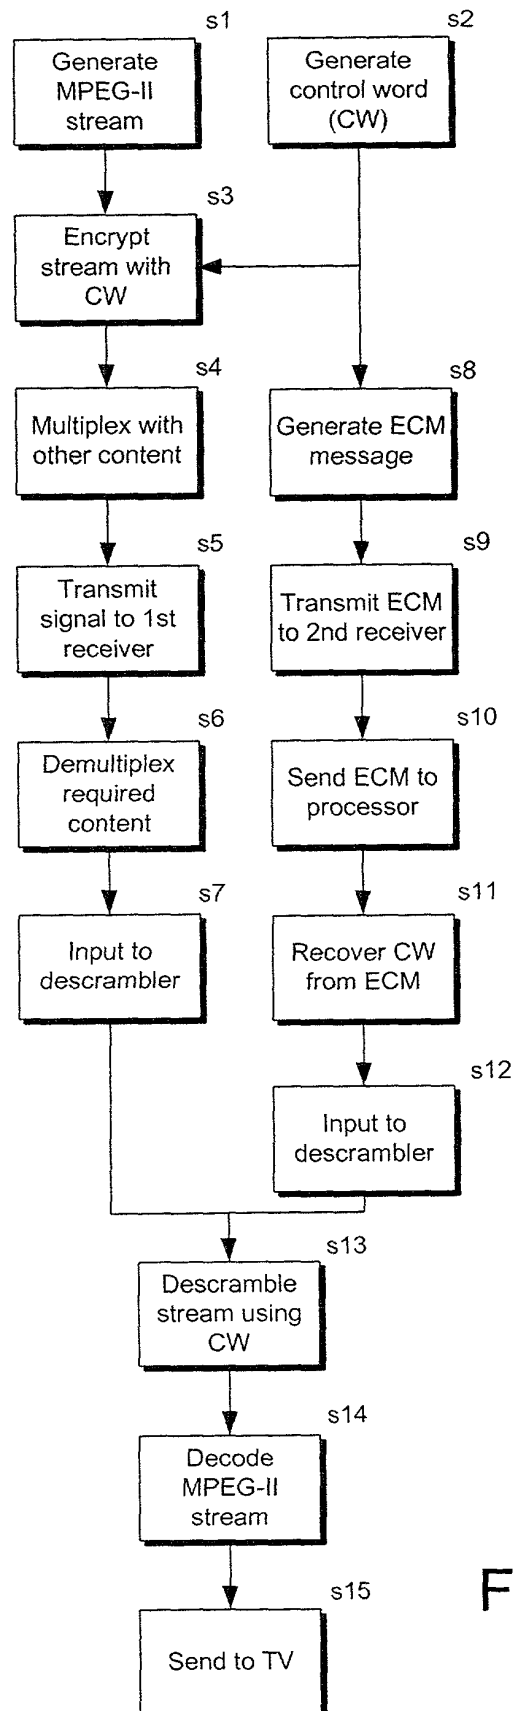 s1
Generate
MPEG-II
stream
s2
Generate
control word
(CW)
s3
Encrypt
stream with
CW
s4
Multiplex with
other content
s8
Generate ECM
message
s5
Transmit
signal to 1st
receiver
s9
Transmit ECM
to 2nd receiver
s6
Demultiplex
required
content
s10
Send ECM to
processor
s7
Input to
descrambler
s11
Recover CW
from ECM
s12
Input to
descrambler
s13
Descramble
stream using
CW
s14
Decode
MPEG-II
stream
s15
Send to TV
F